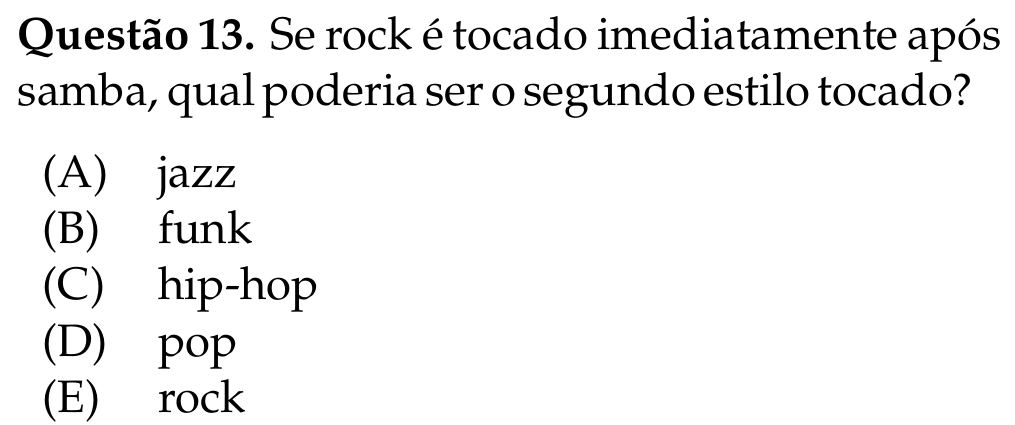 Questão 13. Se rock é tocado imediatamente após
samba, qual poderia ser o segundo estilo tocado?
(A) jazz
(B) funk
(C) hip-hop
(D) pop
(E) rock